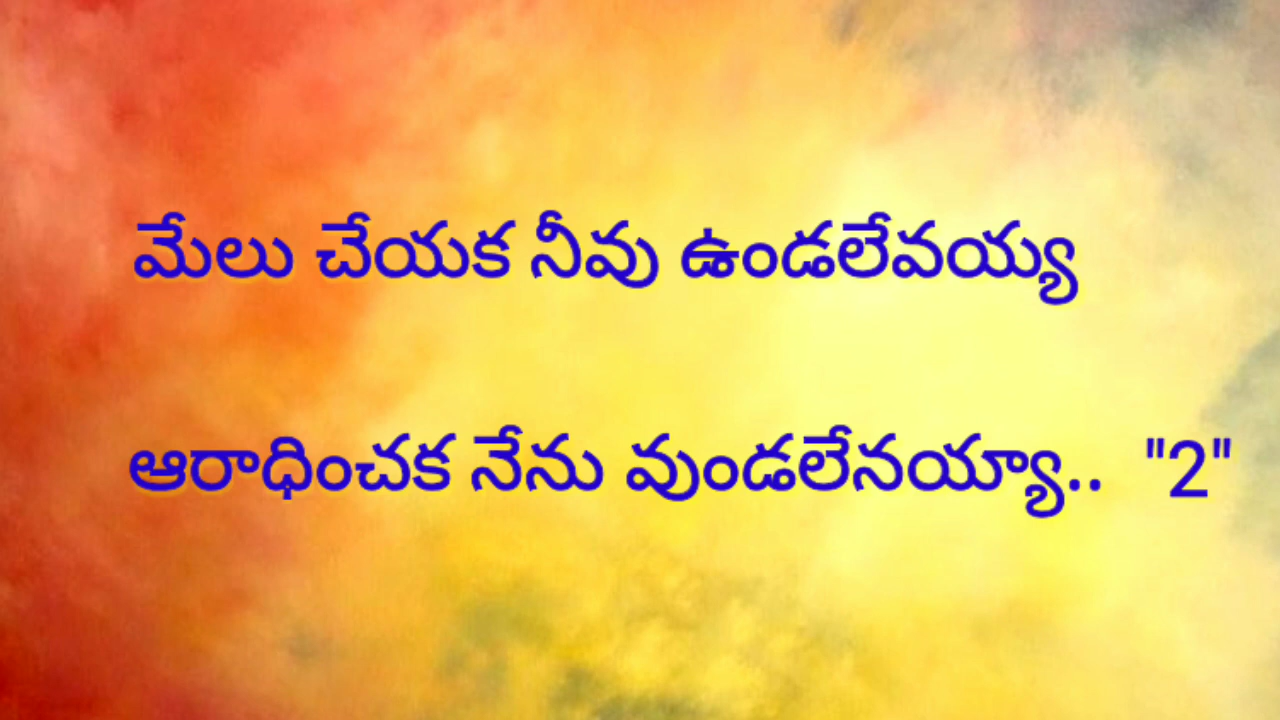 మేలు చేయక నీవు ఉండలేవయ్య
ఆరాధించక నేను వుండలేనయ్యా.. "2"